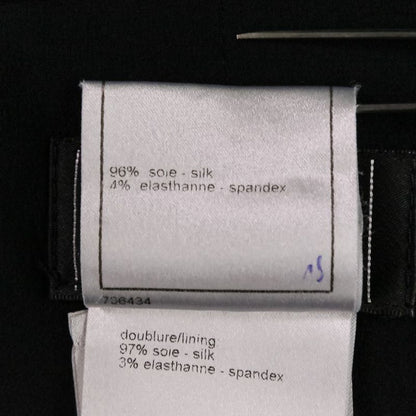 96% soie - silk
4% elasthanne - spandex
736434
doublure/lining
97% soie - silk
3% elasthanne - spandex